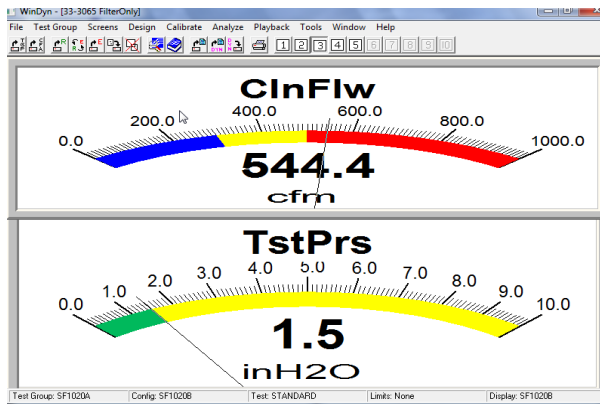 WinDyn - [33-3065 FilterOnly]
File Test Group Screens Design Calibrate Analyze Playback Tools Window Help
1 2 3 4 5 6 7 8 9 10
ClnFlw
0.0 200.0 400.0 600.0 800.0 1000.0
544.4
cfm
TstPrs
0.0 1.0 2.0 3.0 4.0 5.0 6.0 7.0 8.0 9.0 10.0
1.5
inH2O
Test Group: SF1020A Config: SF1020B Test: STANDARD Limits: None Display: SF1020B